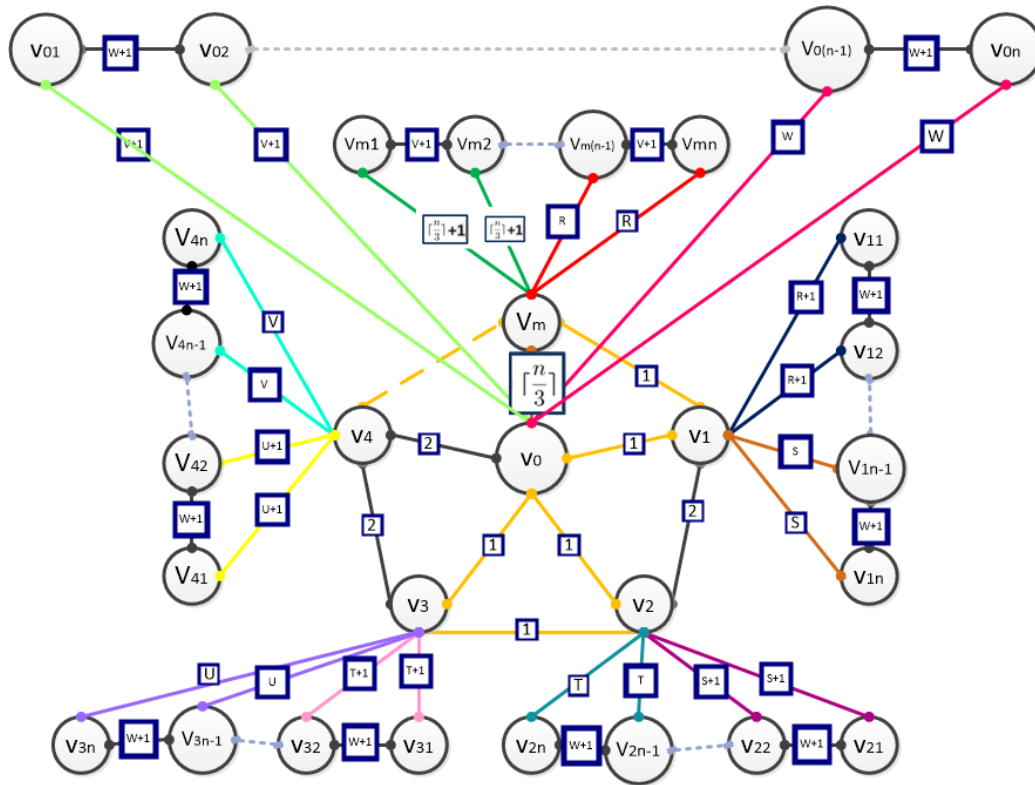 v01 W+1 v02 V0(n-1) W+1 v0n
V+1 V+1 W W
Vm1 V+1 Vm2 Vm(n-1) V+1 Vmn
⌈n/3⌉+1 ⌈n/3⌉+1 R R
V4n v11
W+1 V R+1 W+1
V4n-1 V Vm R+1 v12
⌈n/3⌉ 1
V42 U+1 v4 2 v0 1 v1 S V1n-1
W+1 U+1 2 2 S W+1
V41 1 1 v1n
v3 v2
1
U U T+1 T+1 T T S+1 S+1
v3n W+1 V3n-1 v32 W+1 v31 v2n W+1 V2n-1 v22 W+1 v21